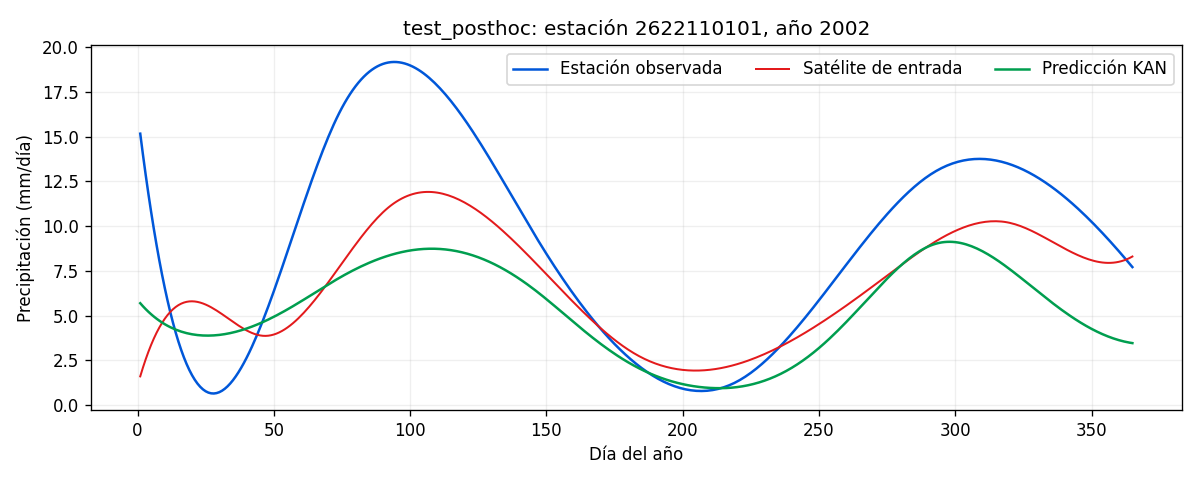 test_posthoc: estación 2622110101, año 2002
Estación observada
Satélite de entrada
Predicción KAN
Precipitación (mm/día)
20.0
17.5
15.0
12.5
10.0
7.5
5.0
2.5
0.0
0
50
100
150
200
250
300
350
Día del año